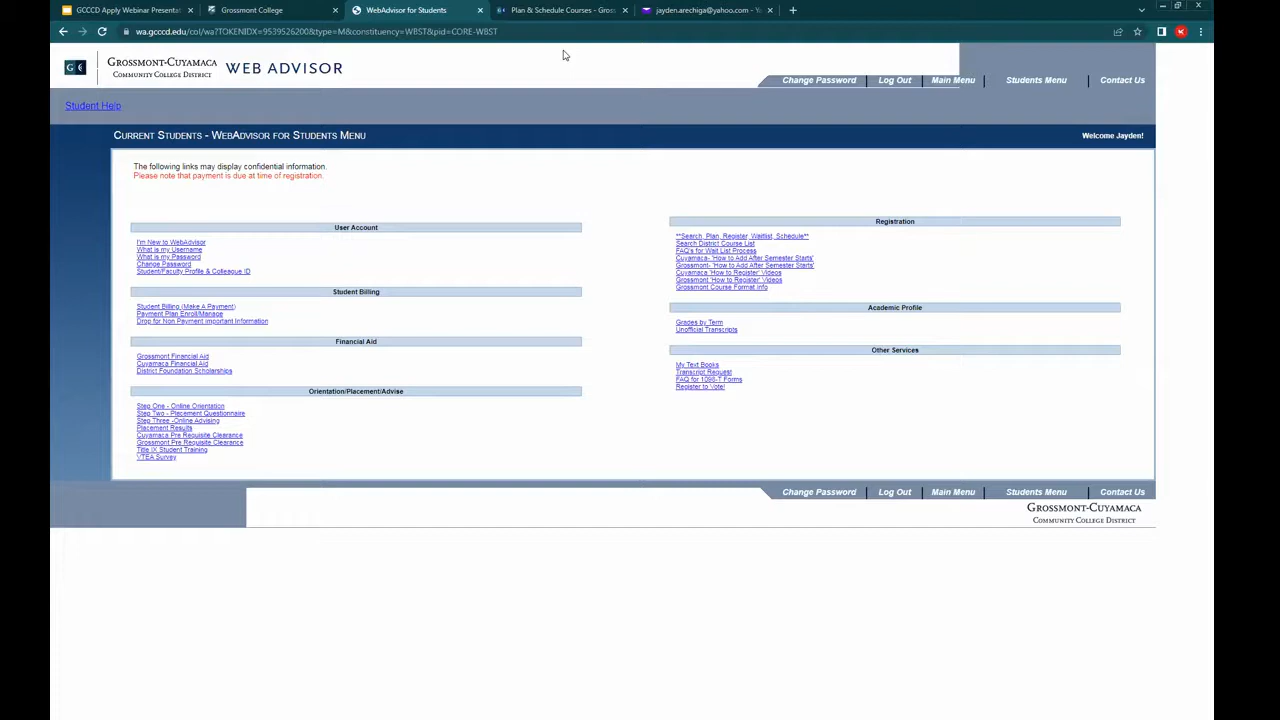 GCCCD Apply Webinar Presentat
Grossmont College
WebAdvisor for Students
Plan & Schedule Courses - Gross
jayden.arechiga@yahoo.com - Ya
wa.gcccd.edu/col/wa?TOKENIDX=9539526200&type=M&constituency=WBST&pid=CORE-WBST
GROSSMONT-CUYAMACA
COMMUNITY COLLEGE DISTRICT
WEB ADVISOR
Change Password
Log Out
Main Menu
Students Menu
Contact Us
Student Help
CURRENT STUDENTS - WEBADVISOR FOR STUDENTS MENU
Welcome Jayden!
The following links may display confidential information.
Please note that payment is due at time of registration.
User Account
I'm New to WebAdvisor
What is my Username
What is my Password
Change Password
Student/Faculty Profile & Colleague ID
Student Billing
Student Billing (Make A Payment)
Payment Plan Enroll/Manage
Drop for Non Payment Important Information
Financial Aid
Grossmont Financial Aid
Cuyamaca Financial Aid
District Foundation Scholarships
Orientation/Placement/Advise
Step One - Online Orientation
Step Two - Placement Questionnaire
Step Three -Online Advising
Placement Results
Cuyamaca Pre Requisite Clearance
Grossmont Pre Requisite Clearance
Title IX Student Training
VTEA Survey
Registration
**Search, Plan, Register, Waitlist, Schedule**
Search District Course List
FAQ's for Wait List Process
Cuyamaca- 'How to Add After Semester Starts'
Grossmont- 'How to Add After Semester Starts'
Cuyamaca 'How to Register' Videos
Grossmont 'How to Register' Videos
Grossmont Course Format Info
Academic Profile
Grades by Term
Unofficial Transcripts
Other Services
My Text Books
Transcript Request
FAQ for 1098-T Forms
Register to Vote!
Change Password
Log Out
Main Menu
Students Menu
Contact Us
GROSSMONT-CUYAMACA
COMMUNITY COLLEGE DISTRICT